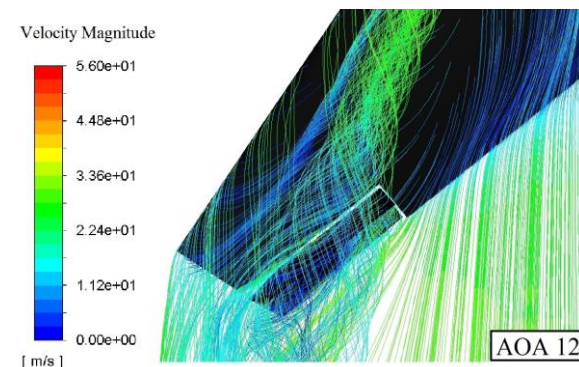 Velocity Magnitude
5.60e+01
4.48e+01
3.36e+01
2.24e+01
1.12e+01
0.00e+00
[ m/s ]
AOA 12